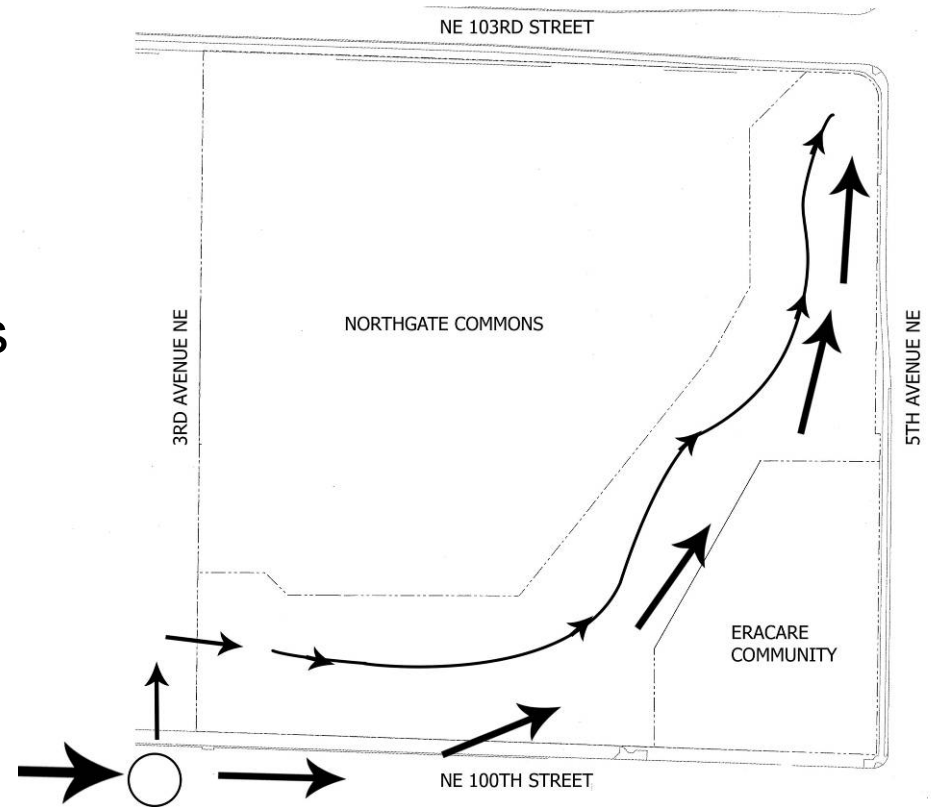 NE 103RD STREET
s
3RD AVENUE NE
NORTHGATE COMMONS
5TH AVENUE NE
ERACARE
COMMUNITY
NE 100TH STREET